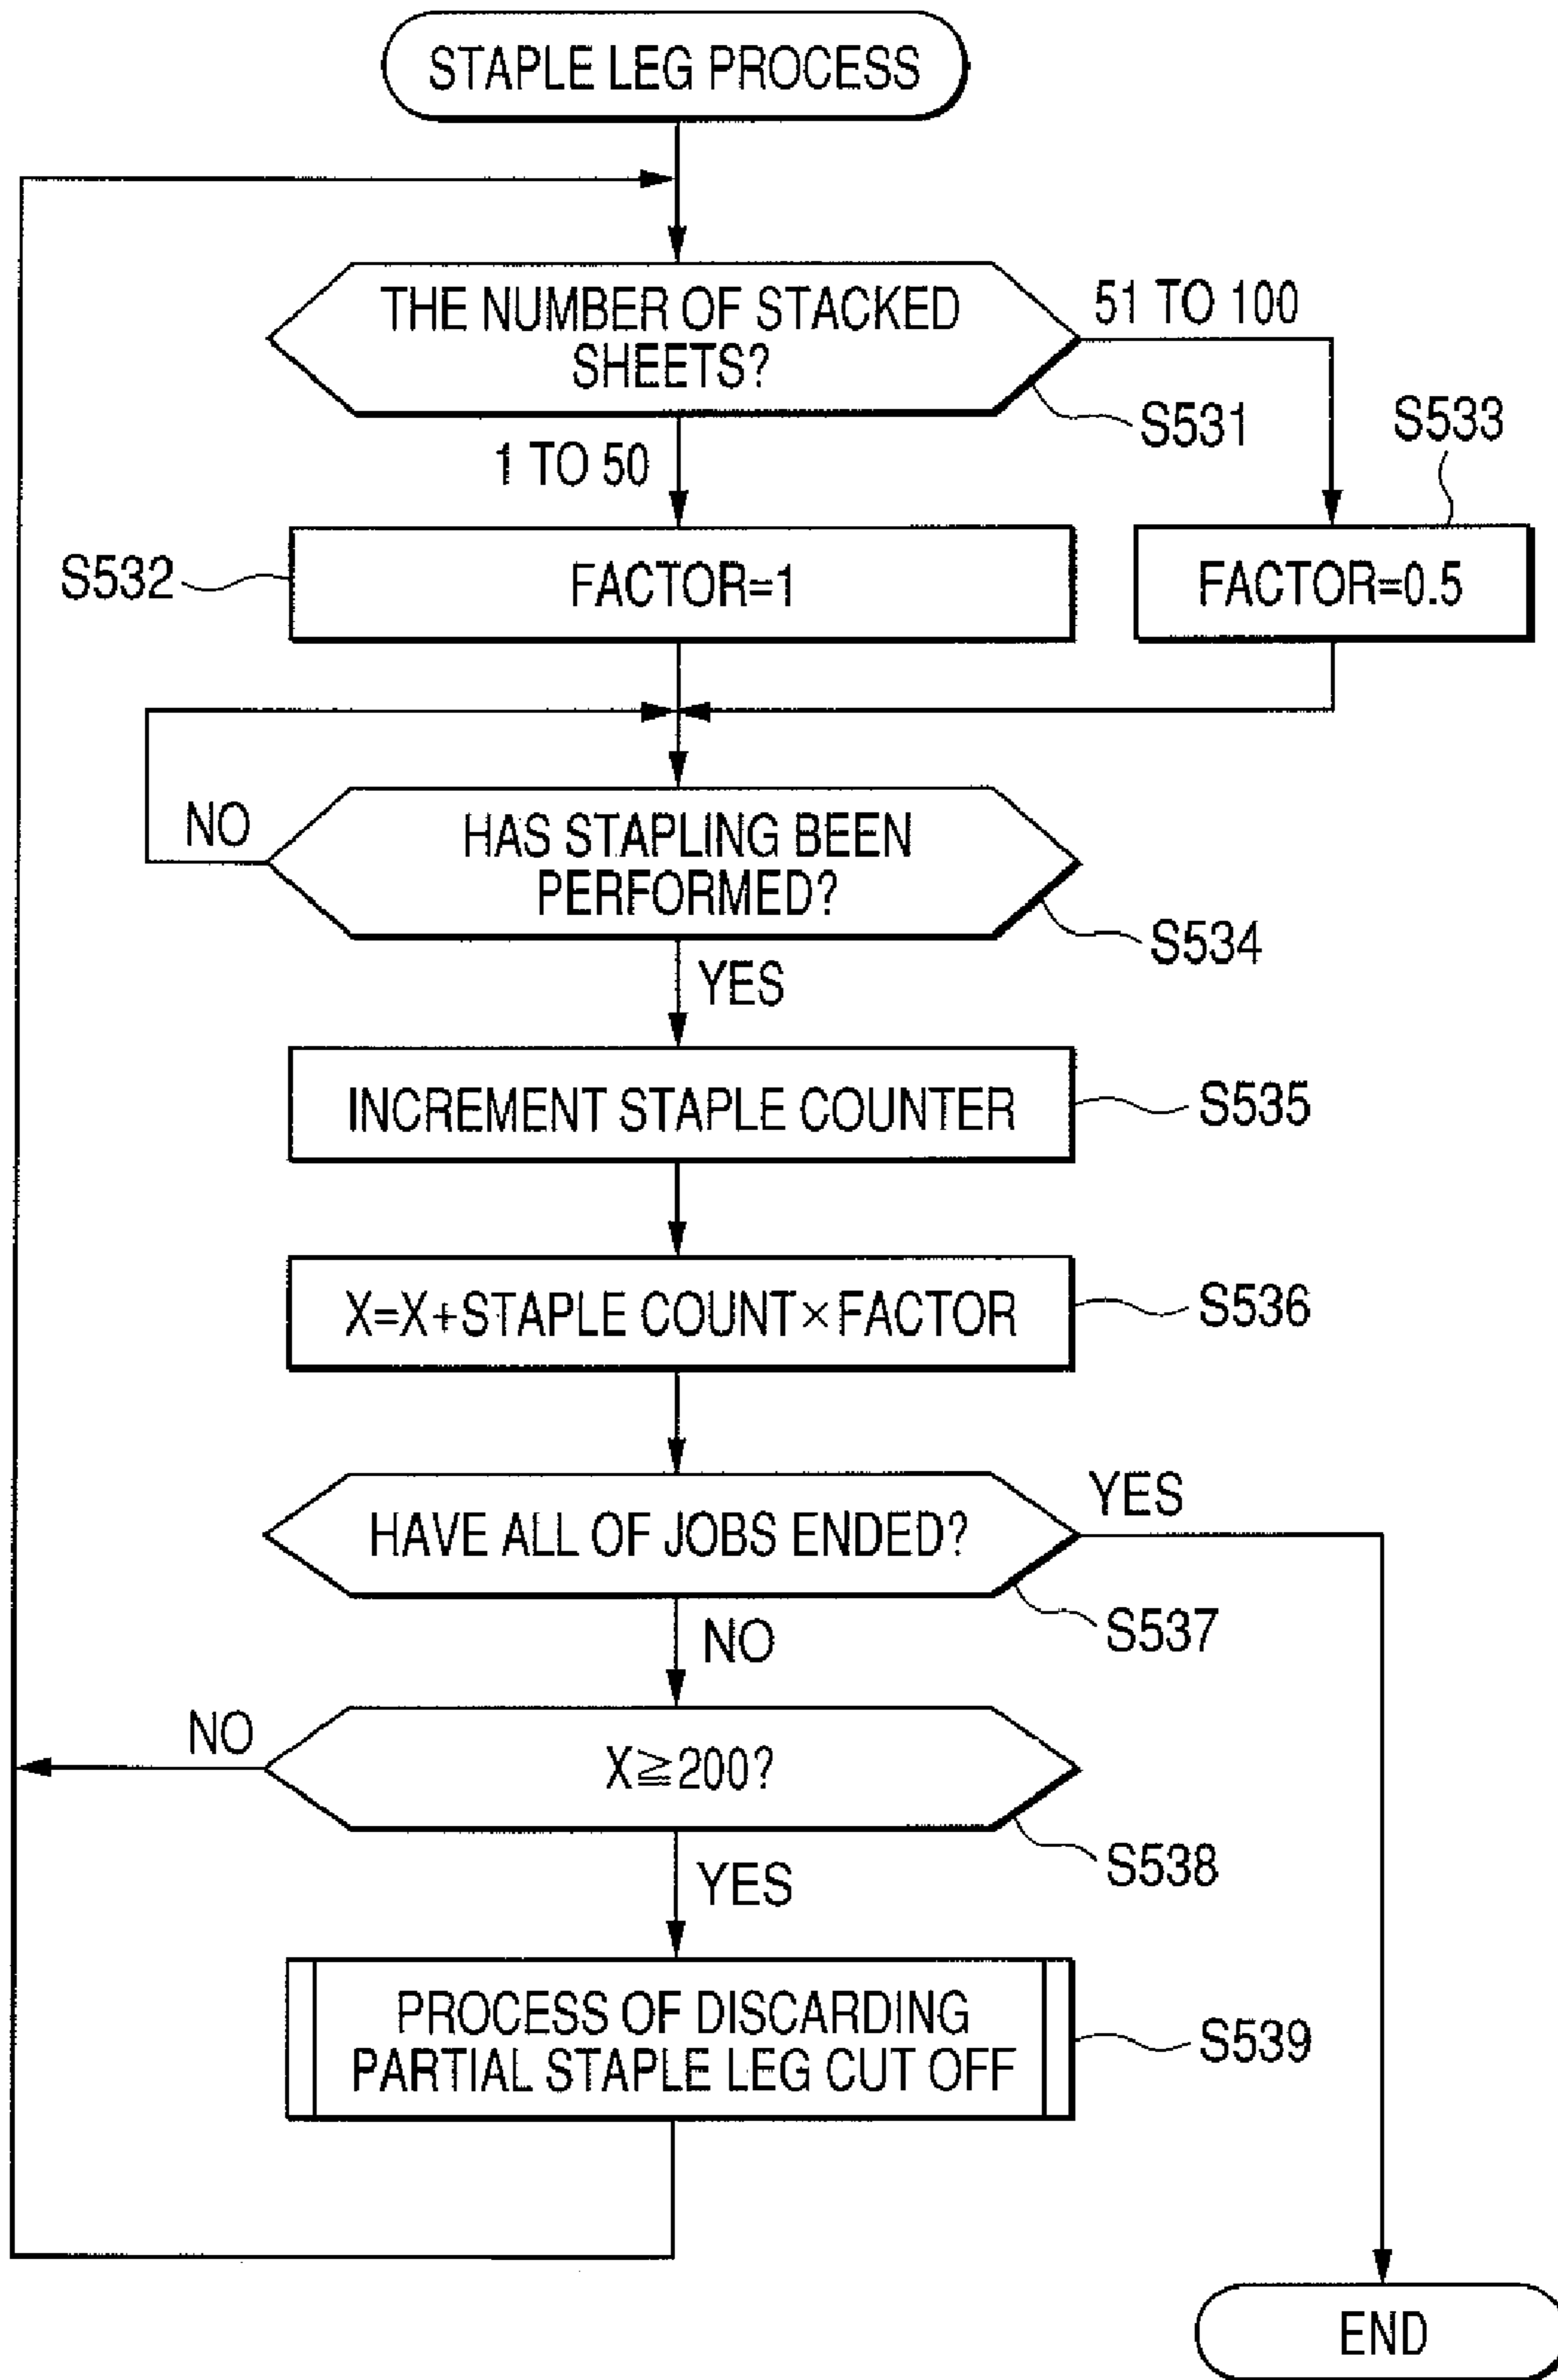 STAPLE LEG PROCESS
THE NUMBER OF STACKED
SHEETS?
51 TO 100
S531
S533
1 TO 50
S532
FACTOR=1
FACTOR=0.5
NO
HAS STAPLING BEEN
PERFORMED?
S534
YES
INCREMENT STAPLE COUNTER
S535
X=X+STAPLE COUNT×FACTOR
S536
HAVE ALL OF JOBS ENDED?
YES
S537
NO
NO
X≧200?
S538
YES
PROCESS OF DISCARDING
PARTIAL STAPLE LEG CUT OFF
S539
END